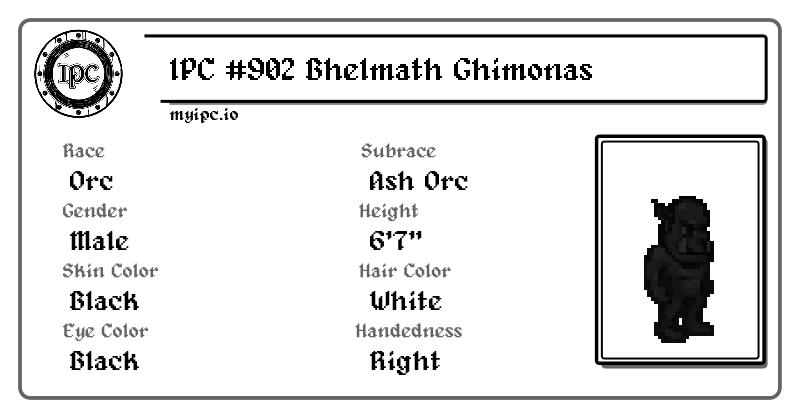 IPC
IPC #902 Bhelmath Ghimonas
myipc.io
Race
Orc
Subrace
Ash Orc
Gender
Male
Height
6'7"
Skin Color
Black
Hair Color
White
Eye Color
Black
Handedness
Right